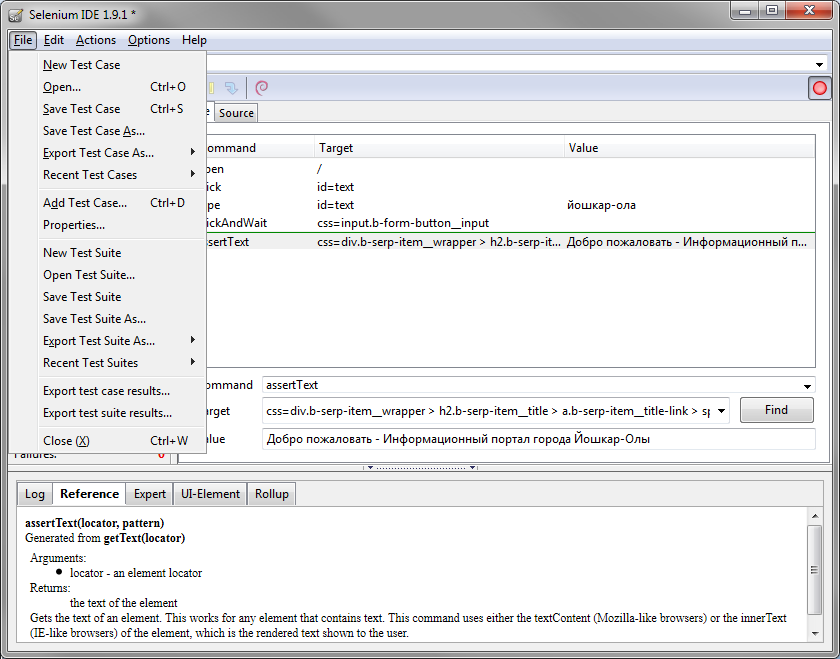 Selenium IDE 1.9.1 *
File Edit Actions Options Help
New Test Case
Open... Ctrl+O
Save Test Case Ctrl+S
Save Test Case As...
Export Test Case As...
Recent Test Cases
Add Test Case... Ctrl+D
Properties...
New Test Suite
Open Test Suite...
Save Test Suite
Save Test Suite As...
Export Test Suite As...
Recent Test Suites
Export test case results...
Export test suite results...
Close (X) Ctrl+W
Failures: 0
Source
ommand Target Value
pen /
ick id=text
pe id=text йошкар-ола
ickAndWait css=input.b-form-button__input
ssertText css=div.b-serp-item__wrapper > h2.b-serp-it... Добро пожаловать - Информационный п...
ommand assertText
arget css=div.b-serp-item__wrapper > h2.b-serp-item__title > a.b-serp-item__title-link > sp Find
alue Добро пожаловать - Информационный портал города Йошкар-Олы
Log Reference Expert UI-Element Rollup
assertText(locator, pattern)
Generated from getText(locator)
Arguments:
• locator - an element locator
Returns:
the text of the element
Gets the text of an element. This works for any element that contains text. This command uses either the textContent (Mozilla-like browsers) or the innerText
(IE-like browsers) of the element, which is the rendered text shown to the user.